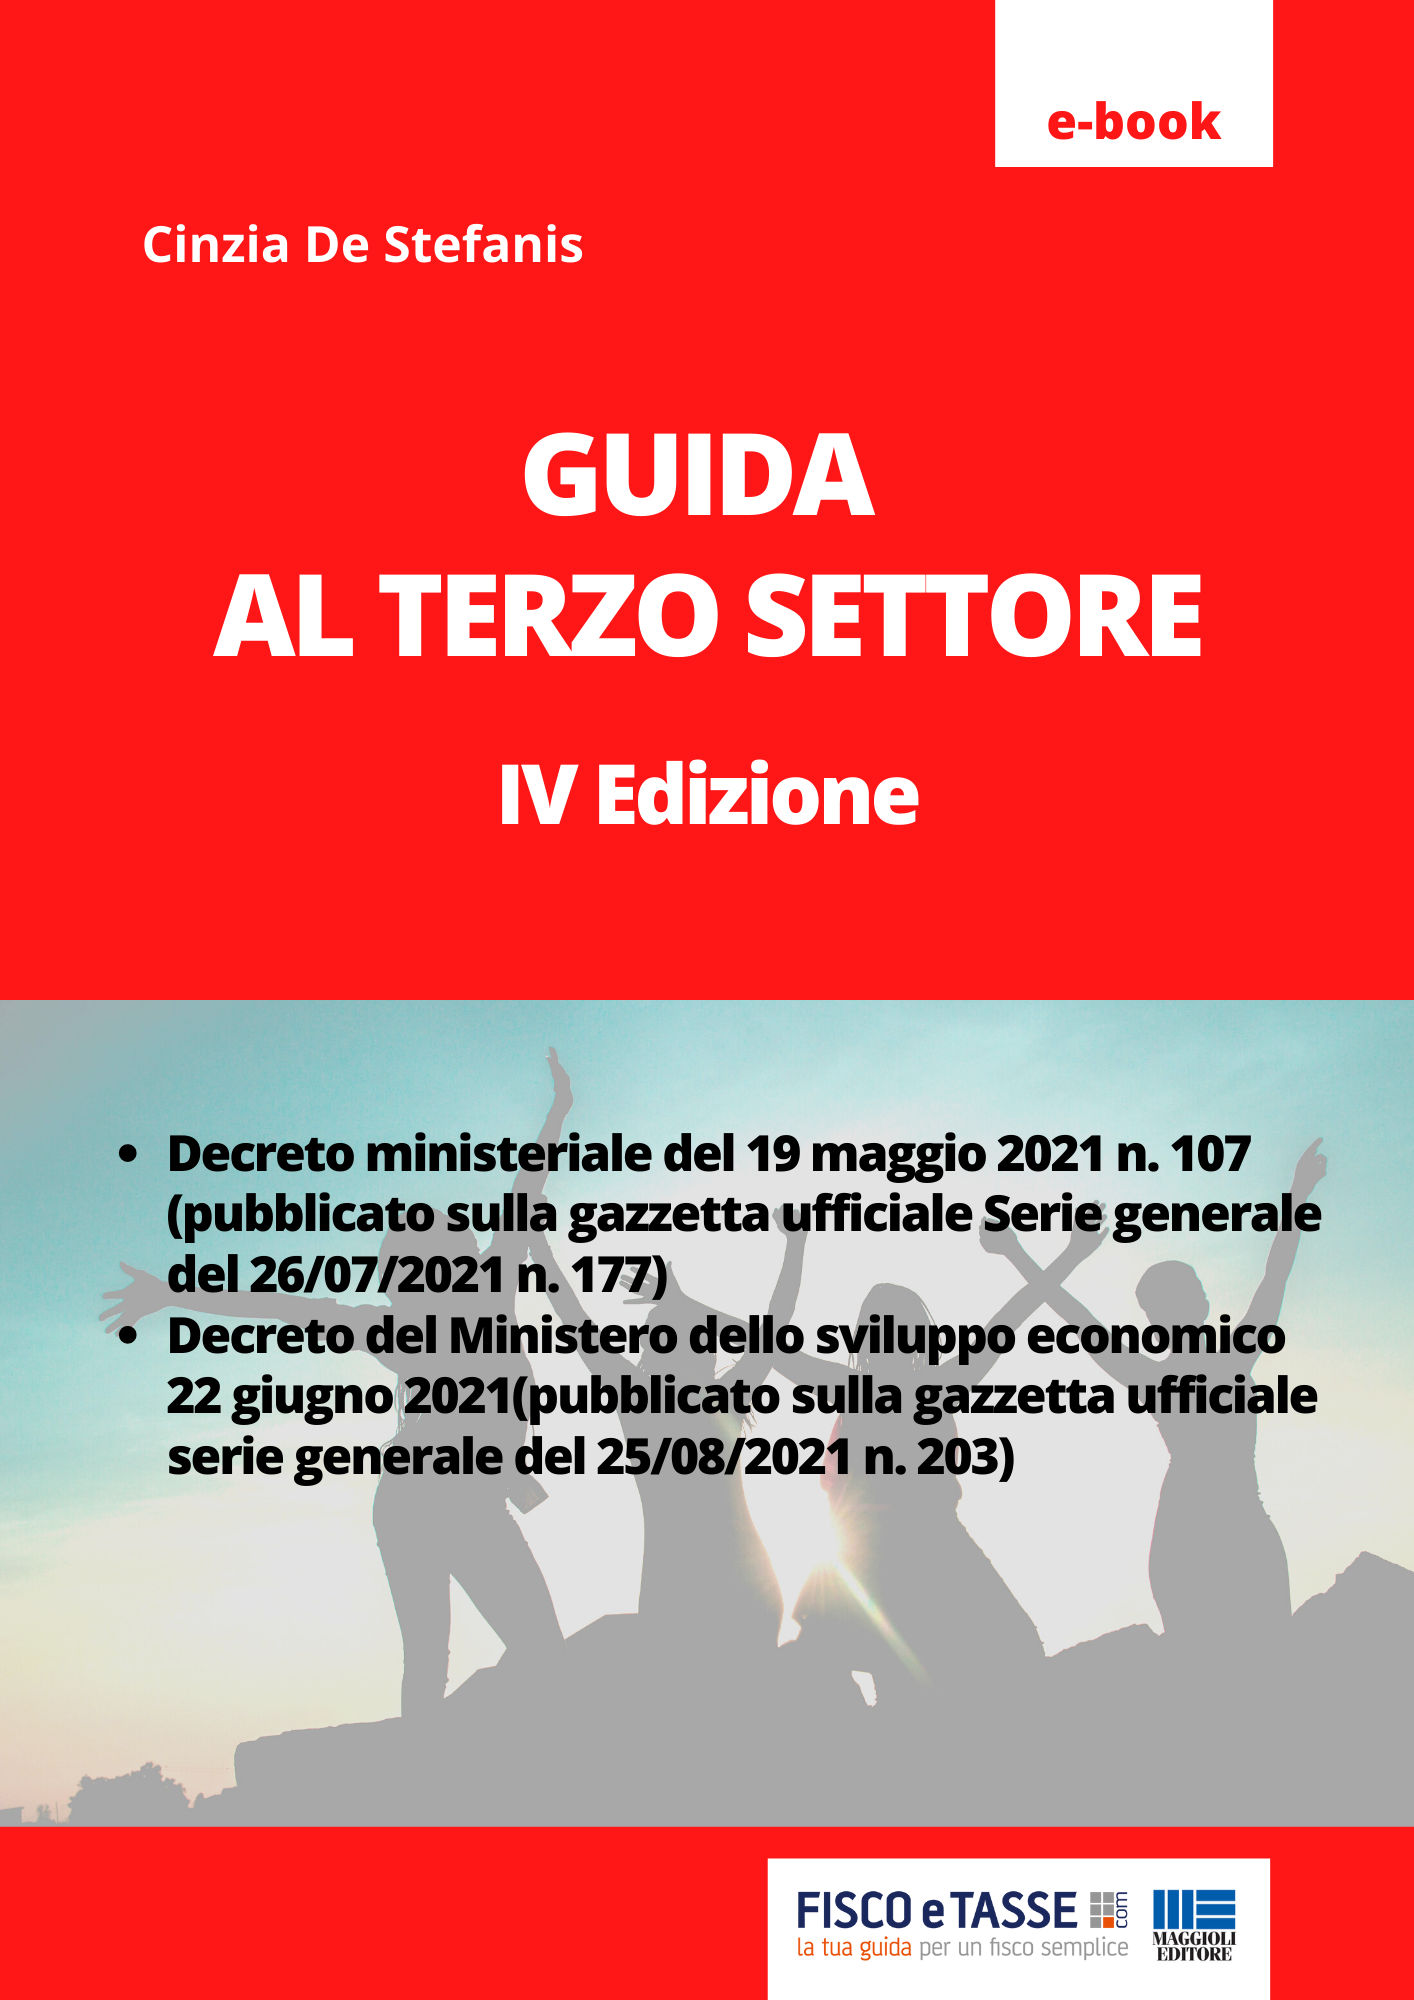 e-book
Cinzia De Stefanis
GUIDA
AL TERZO SETTORE
IV Edizione
• Decreto ministeriale del 19 maggio 2021 n. 107
(pubblicato sulla gazzetta ufficiale Serie generale
del 26/07/2021 n. 177)
• Decreto del Ministero dello sviluppo economico
22 giugno 2021(pubblicato sulla gazzetta ufficiale
serie generale del 25/08/2021 n. 203)
FISCO e TASSE .com
la tua guida per un fisco semplice
MAGGIOLI
EDITORE